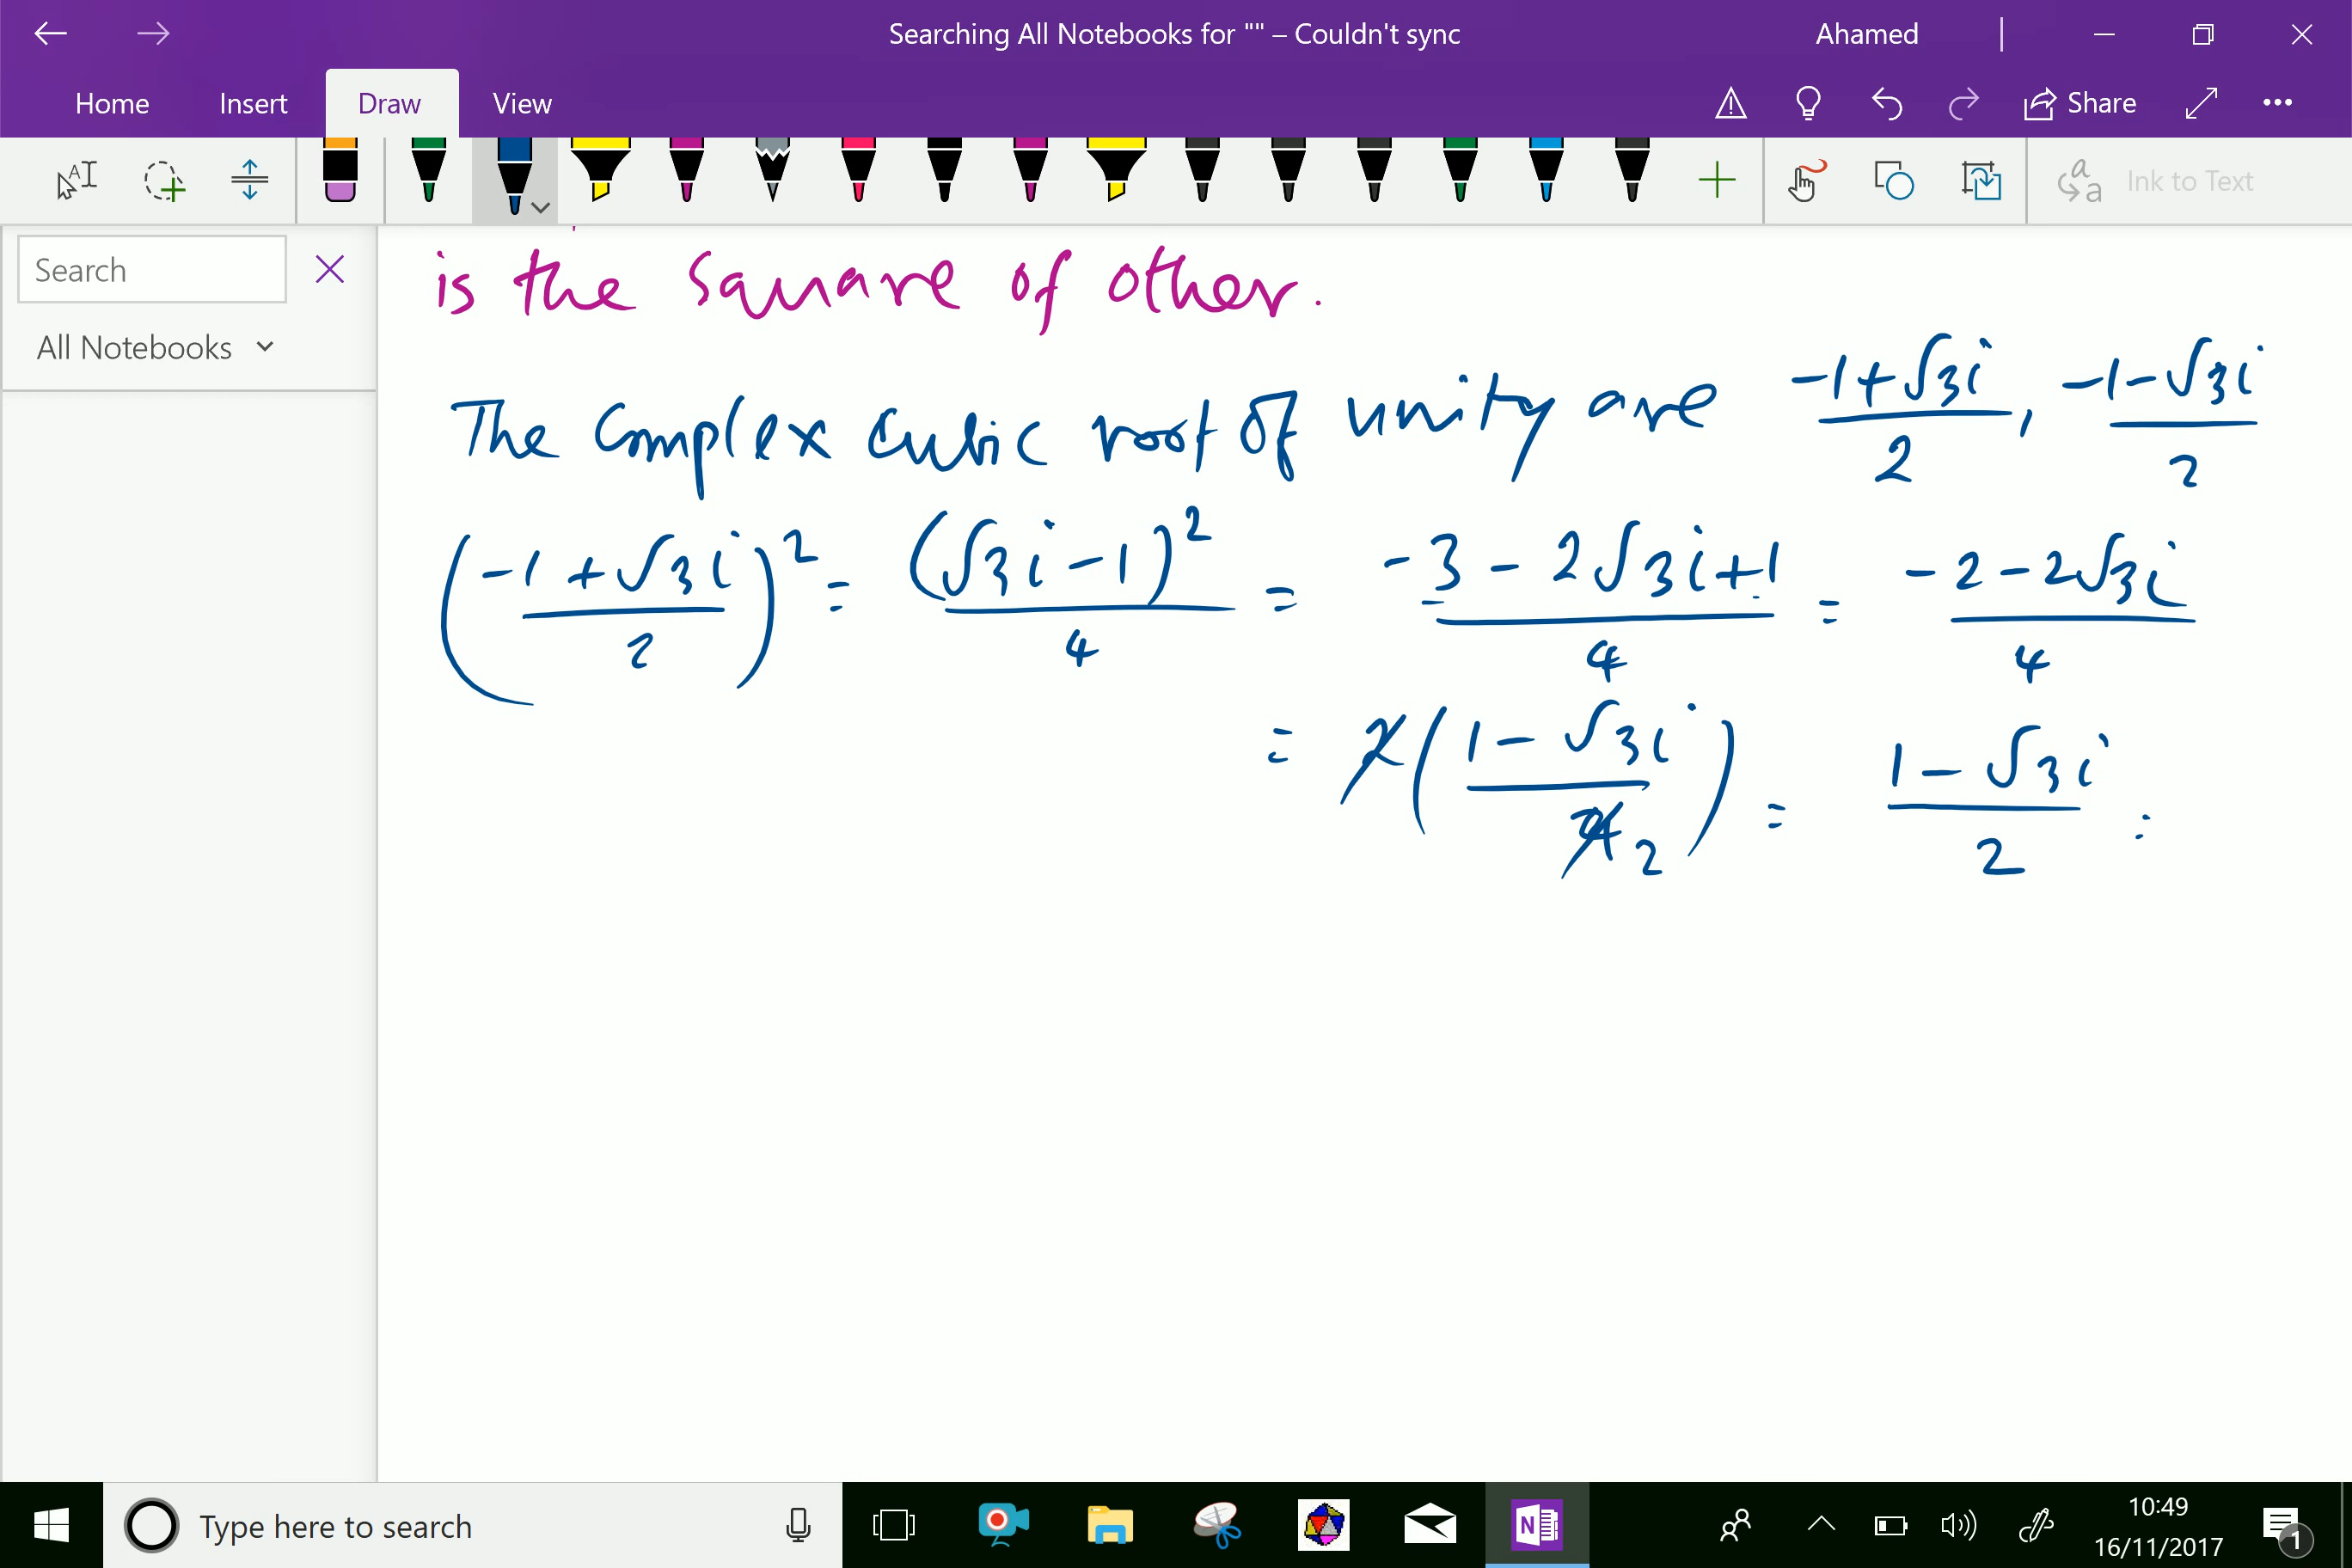 Searching All Notebooks for "" – Couldn't sync
Ahamed
Home Insert Draw View
Share
Ink to Text
Search
All Notebooks
is the square of other.
The complex cubic root of unity are (-1+√3i)/2, (-1-√3i)/2
((-1+√3i)/2)² = (√3i-1)²/4 = (-3-2√3i+1)/4 = (-2-2√3i)/4
= 2((1-√3i)/4 2) = (1-√3i)/2 =
Type here to search
N
10:49
16/11/2017
1